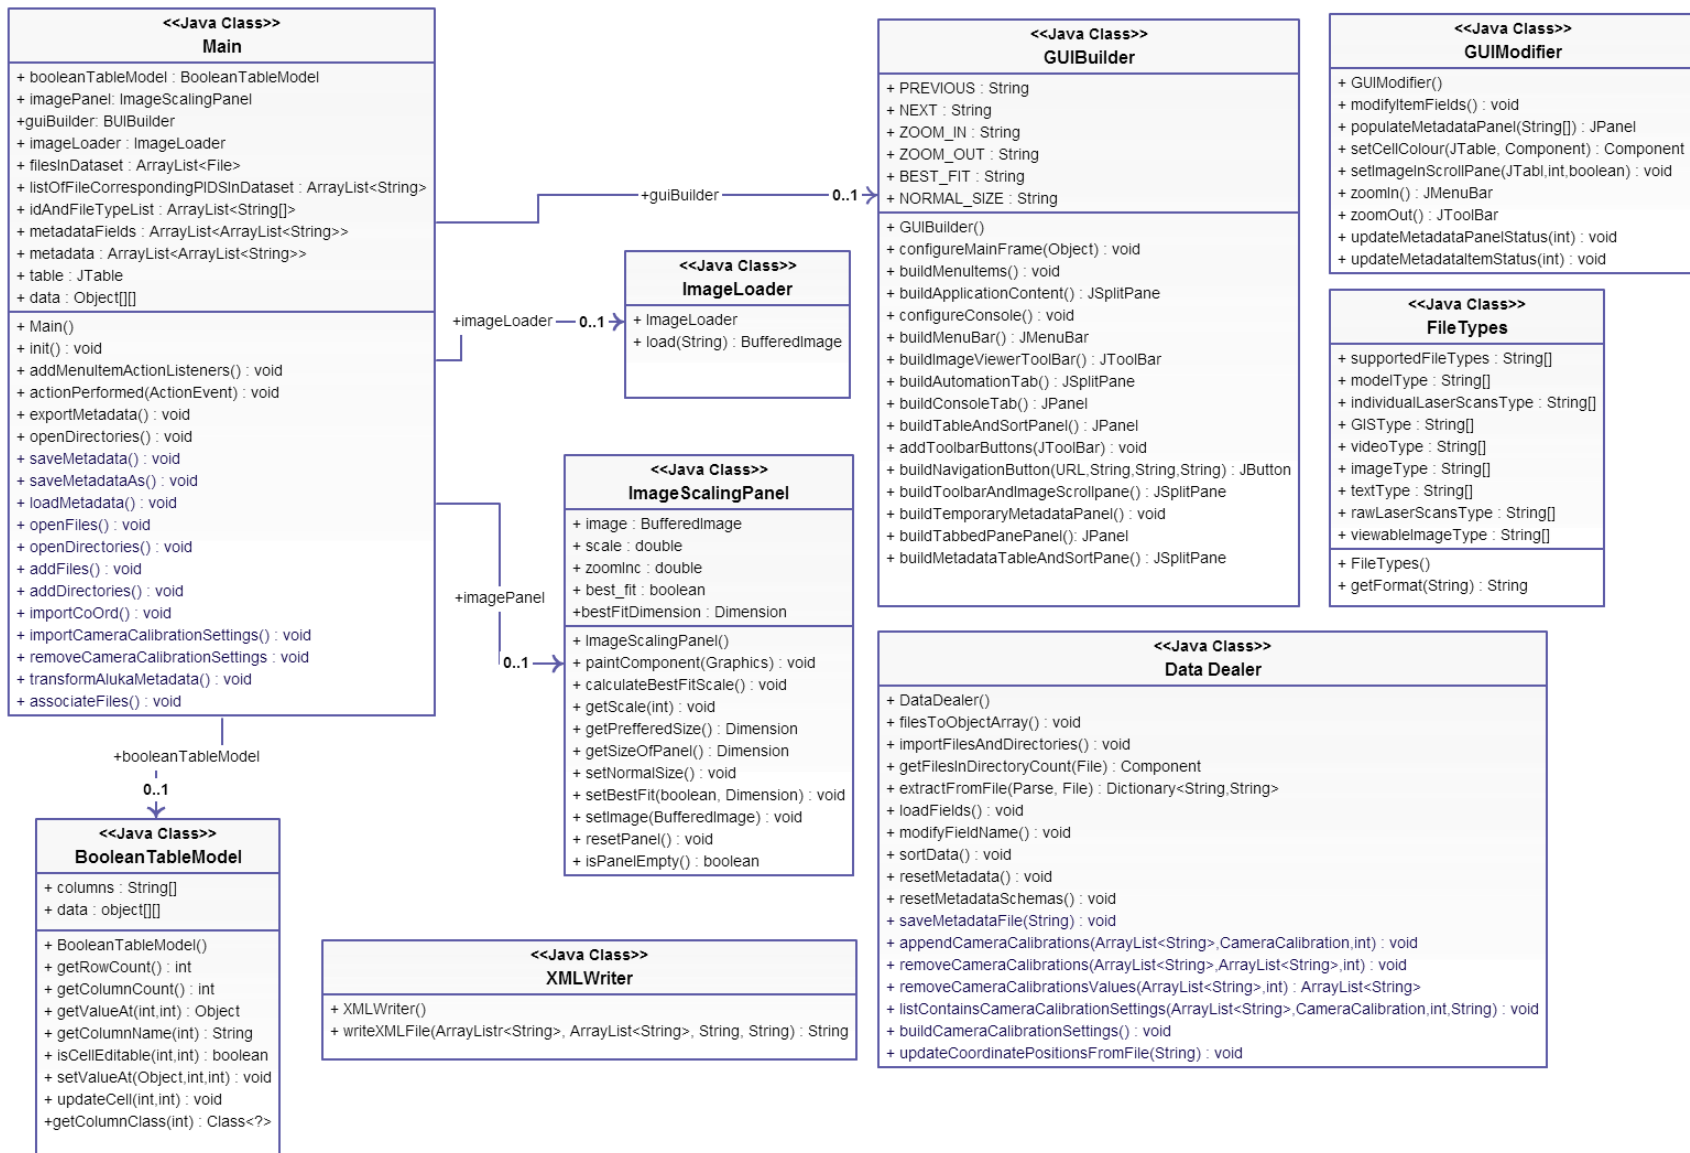 <<Java Class>>
Main
+ booleanTableModel : BooleanTableModel
+ imagePanel: ImageScalingPanel
+guiBuilder: BUIBuilder
+ imageLoader : ImageLoader
+ filesInDataset : ArrayList<File>
+ listOfFileCorrespondingPIDSInDataset : ArrayList<String>
+ idAndFileTypeList : ArrayList<String[]>
+ metadataFields : ArrayList<ArrayList<String>>
+ metadata : ArrayList<ArrayList<String>>
+ table : JTable
+ data : Object[][]
+ Main()
+ init() : void
+ addMenuItemActionListeners() : void
+ actionPerformed(ActionEvent) : void
+ exportMetadata() : void
+ openDirectories() : void
+ saveMetadata() : void
+ saveMetadataAs() : void
+ loadMetadata() : void
+ openFiles() : void
+ openDirectories() : void
+ addFiles() : void
+ addDirectories() : void
+ importCoOrd() : void
+ importCameraCalibrationSettings() : void
+ removeCameraCalibrationSettings : void
+ transformAlukaMetadata() : void
+ associateFiles() : void
+booleanTableModel
0..1
<<Java Class>>
BooleanTableModel
+ columns : String[]
+ data : object[][]
+ BooleanTableModel()
+ getRowCount() : int
+ getColumnCount() : int
+ getValueAt(int,int) : Object
+ getColumnName(int) : String
+ isCellEditable(int,int) : boolean
+ setValueAt(Object,int,int) : void
+ updateCell(int,int) : void
+getColumnClass(int) : Class<?>
+guiBuilder
0..1
+imageLoader
0..1
+imagePanel
0..1
<<Java Class>>
ImageLoader
+ ImageLoader
+ load(String) : BufferedImage
<<Java Class>>
ImageScalingPanel
+ image : BufferedImage
+ scale : double
+ zoomInc : double
+ best_fit : boolean
+bestFitDimension : Dimension
+ ImageScalingPanel()
+ paintComponent(Graphics) : void
+ calculateBestFitScale() : void
+ getScale(int) : void
+ getPrefferedSize() : Dimension
+ getSizeOfPanel() : Dimension
+ setNormalSize() : void
+ setBestFit(boolean, Dimension) : void
+ setImage(BufferedImage) : void
+ resetPanel() : void
+ isPanelEmpty() : boolean
<<Java Class>>
XMLWriter
+ XMLWriter()
+ writeXMLFile(ArrayListr<String>, ArrayList<String>, String, String) : String
<<Java Class>>
GUIBuilder
+ PREVIOUS : String
+ NEXT : String
+ ZOOM_IN : String
+ ZOOM_OUT : String
+ BEST_FIT : String
+ NORMAL_SIZE : String
+ GUIBuilder()
+ configureMainFrame(Object) : void
+ buildMenuItems() : void
+ buildApplicationContent() : JSplitPane
+ configureConsole() : void
+ buildMenuBar() : JMenuBar
+ buildImageViewerToolBar() : JToolBar
+ buildAutomationTab() : JSplitPane
+ buildConsoleTab() : JPanel
+ buildTableAndSortPanel() : JPanel
+ addToolbarButtons(JToolBar) : void
+ buildNavigationButton(URL,String,String,String) : JButton
+ buildToolbarAndImageScrollpane() : JSplitPane
+ buildTemporaryMetadataPanel() : void
+ buildTabbedPanePanel(): JPanel
+ buildMetadataTableAndSortPane() : JSplitPane
<<Java Class>>
GUIModifier
+ GUIModifier()
+ modifyItemFields() : void
+ populateMetadataPanel(String[]) : JPanel
+ setCellColour(JTable, Component) : Component
+ setImageInScrollPane(JTabl,int,boolean) : void
+ zoomIn() : JMenuBar
+ zoomOut() : JToolBar
+ updateMetadataPanelStatus(int) : void
+ updateMetadataItemStatus(int) : void
<<Java Class>>
FileTypes
+ supportedFileTypes : String[]
+ modelType : String[]
+ individualLaserScansType : String[]
+ GISType : String[]
+ videoType : String[]
+ imageType : String[]
+ textType : String[]
+ rawLaserScansType : String[]
+ viewableImageType : String[]
+ FileTypes()
+ getFormat(String) : String
<<Java Class>>
Data Dealer
+ DataDealer()
+ filesToObjectArray() : void
+ importFilesAndDirectories() : void
+ getFilesInDirectoryCount(File) : Component
+ extractFromFile(Parse, File) : Dictionary<String,String>
+ loadFields() : void
+ modifyFieldName() : void
+ sortData() : void
+ resetMetadata() : void
+ resetMetadataSchemas() : void
+ saveMetadataFile(String) : void
+ appendCameraCalibrations(ArrayList<String>,CameraCalibration,int) : void
+ removeCameraCalibrations(ArrayList<String>,ArrayList<String>,int) : void
+ removeCameraCalibrationsValues(ArrayList<String>,int) : ArrayList<String>
+ listContainsCameraCalibrationSettings(ArrayList<String>,CameraCalibration,int,String) : void
+ buildCameraCalibrationSettings() : void
+ updateCoordinatePositionsFromFile(String) : void